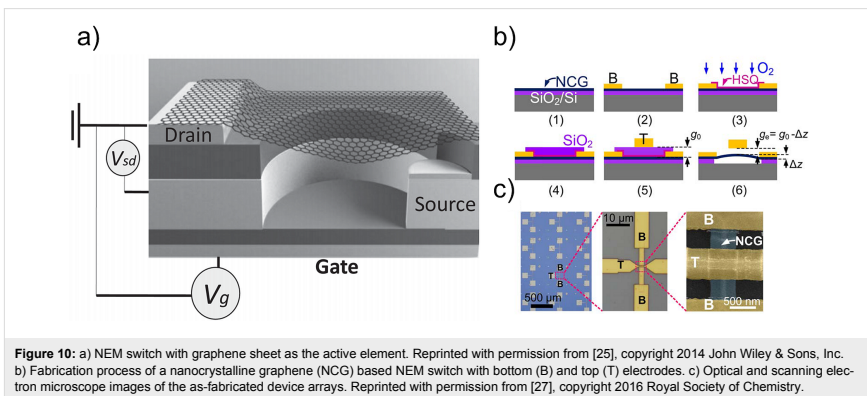 a)
Drain
Source
Gate
Vsd
Vg
b)
NCG
SiO2/Si
(1)
B B
(2)
O2
HSQ
(3)
SiO2
(4)
T
g0
(5)
ge= g0-Δz
Δz
(6)
c)
T B
B
500 μm
10 μm
B
T
B
B
NCG
T
B
500 nm
Figure 10: a) NEM switch with graphene sheet as the active element. Reprinted with permission from [25], copyright 2014 John Wiley & Sons, Inc.
b) Fabrication process of a nanocrystalline graphene (NCG) based NEM switch with bottom (B) and top (T) electrodes. c) Optical and scanning elec-
tron microscope images of the as-fabricated device arrays. Reprinted with permission from [27], copyright 2016 Royal Society of Chemistry.